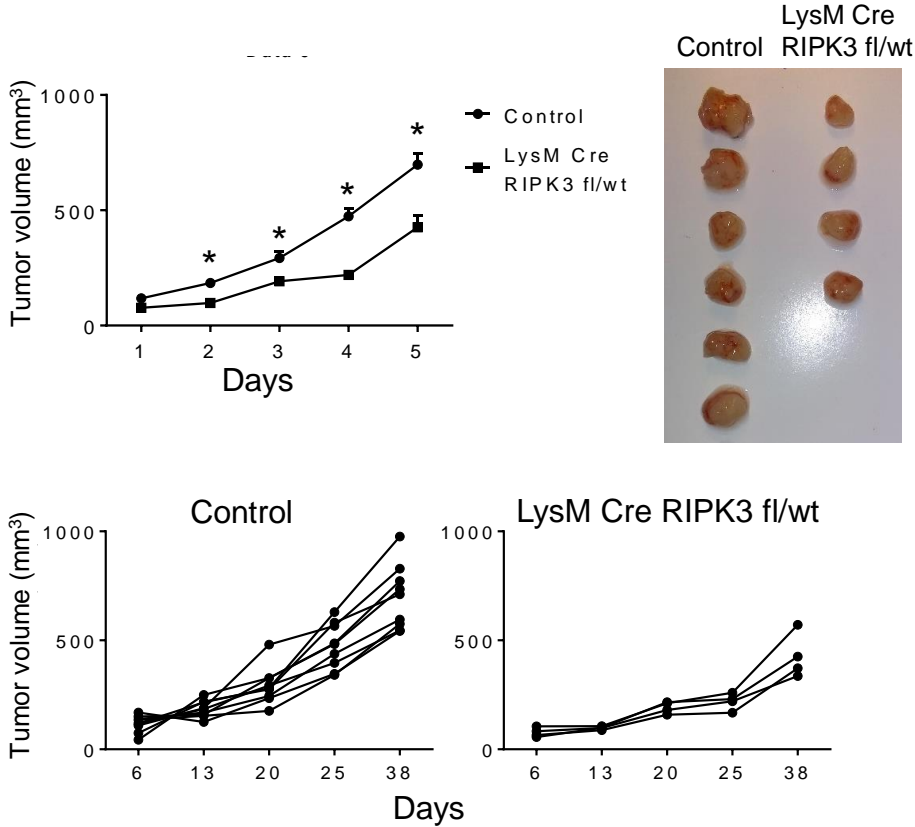 LysM Cre
Control RIPK3 fl/wt
Tumor volume (mm³)
1000
500
0
*
*
*
*
1 2 3 4 5
Days
Control
LysM Cre
RIPK3 fl/wt
Control
Tumor volume (mm³)
1000
500
0
6 13 20 25 38
LysM Cre RIPK3 fl/wt
1000
500
0
6 13 20 25 38
Days